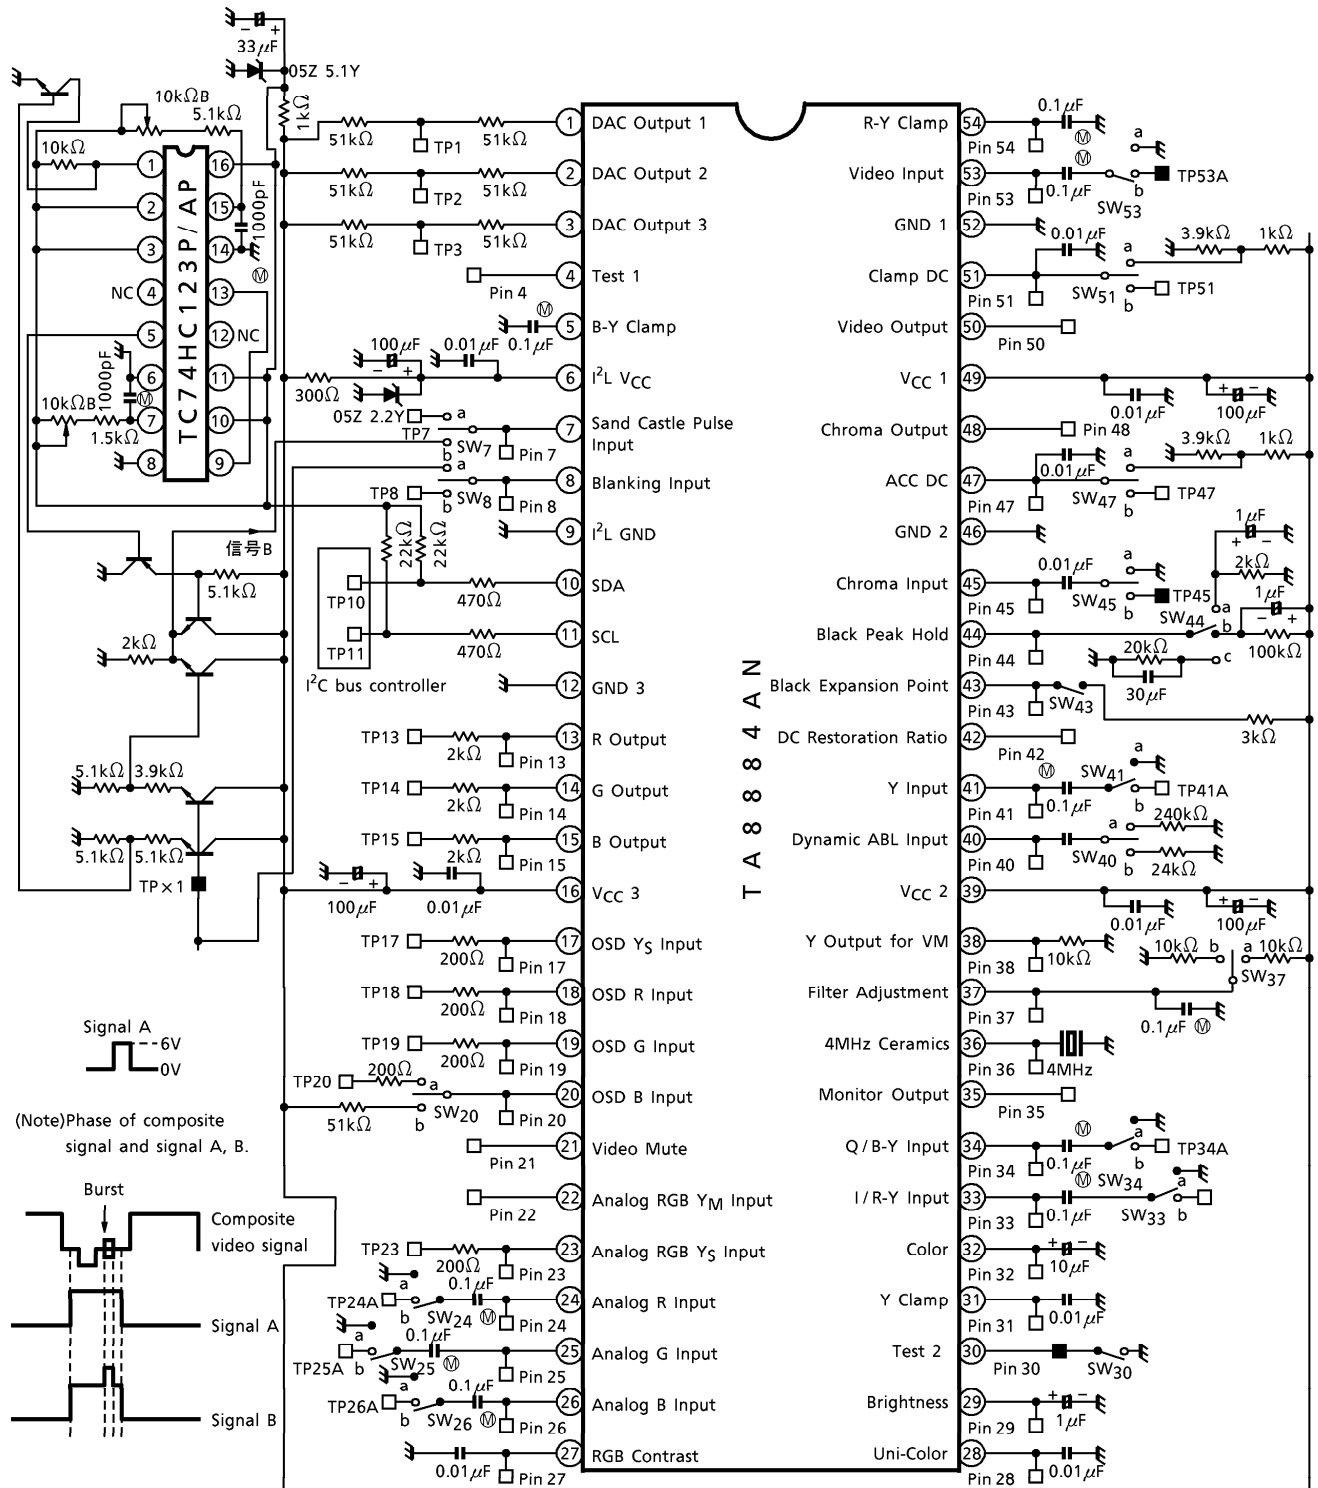 33μF
05Z 5.1Y
1kΩ
10kΩB
5.1kΩ
10kΩ
1
2
3
NC 4
5
6
7
8
16
15
14
13
12 NC
11
10
9
TC74HC123P/AP
1000pF
M
1000pF
M
10kΩB
1.5kΩ
信号B
5.1kΩ
2kΩ
5.1kΩ 3.9kΩ
5.1kΩ 5.1kΩ
TP×1
51kΩ TP1 51kΩ
51kΩ TP2 51kΩ
51kΩ TP3 51kΩ
Pin 4
M
0.1μF
100μF 0.01μF
300Ω
05Z 2.2Y
TP7 a b SW7 Pin 7
TP8 a b SW8 Pin 8
22kΩ 22kΩ
TP10 470Ω
TP11 470Ω
I²C bus controller
TP13 2kΩ Pin 13
TP14 2kΩ Pin 14
TP15 2kΩ Pin 15
100μF 0.01μF
TP17 200Ω Pin 17
TP18 200Ω Pin 18
TP19 200Ω Pin 19
TP20 200Ω a
51kΩ b SW20 Pin 20
Pin 21
Pin 22
TP23 200Ω Pin 23
TP24A a b SW24 0.1μF M Pin 24
TP25A a b SW25 0.1μF M Pin 25
TP26A a b SW26 0.1μF M Pin 26
0.01μF Pin 27
TA8884AN
1 DAC Output 1
2 DAC Output 2
3 DAC Output 3
4 Test 1
5 B-Y Clamp
6 I²L VCC
7 Sand Castle Pulse
Input
8 Blanking Input
9 I²L GND
10 SDA
11 SCL
12 GND 3
13 R Output
14 G Output
15 B Output
16 VCC 3
17 OSD YS Input
18 OSD R Input
19 OSD G Input
20 OSD B Input
21 Video Mute
22 Analog RGB YM Input
23 Analog RGB YS Input
24 Analog R Input
25 Analog G Input
26 Analog B Input
27 RGB Contrast
R-Y Clamp 54
Video Input 53
GND 1 52
Clamp DC 51
Video Output 50
VCC 1 49
Chroma Output 48
ACC DC 47
GND 2 46
Chroma Input 45
Black Peak Hold 44
Black Expansion Point 43
DC Restoration Ratio 42
Y Input 41
Dynamic ABL Input 40
VCC 2 39
Y Output for VM 38
Filter Adjustment 37
4MHz Ceramics 36
Monitor Output 35
Q/B-Y Input 34
I/R-Y Input 33
Color 32
Y Clamp 31
Test 2 30
Brightness 29
Uni-Color 28
Pin 54 0.1μF M
Pin 53 M 0.1μF a b SW53 TP53A
Pin 51 0.01μF SW51 a b TP51 3.9kΩ 1kΩ
Pin 50
0.01μF 100μF
Pin 48
Pin 47 0.01μF SW47 a b TP47 3.9kΩ 1kΩ
Pin 45 0.01μF SW45 a b TP45
1μF
2kΩ
1μF
Pin 44 SW44 a b c 100kΩ
20kΩ
30μF
Pin 43 SW43
3kΩ
Pin 42
Pin 41 M 0.1μF SW41 a b TP41A
Pin 40 SW40 a b 240kΩ
24kΩ
0.01μF 100μF
Pin 38 10kΩ
10kΩ b a 10kΩ
SW37
Pin 37 0.1μF M
Pin 36 4MHz
Pin 35
Pin 34 M 0.1μF SW34 a b TP34A
Pin 33 M 0.1μF SW33 a b
Pin 32 10μF
Pin 31 0.01μF
Pin 30 SW30
Pin 29 1μF
Pin 28 0.01μF
Signal A
6V
0V
(Note)Phase of composite
signal and signal A, B.
Burst
Composite
video signal
Signal A
Signal B